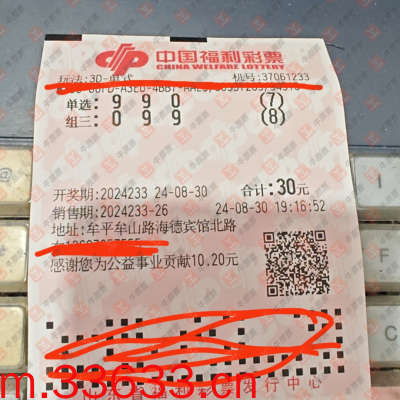 中国福利彩票
CHINA WELFARE LOTTERY
玩法:3D-单式 机号:37061233
单选: 9 9 0 (7)
组三: 0 9 9 (8)
开奖期:2024233 24-08-30 合计:30元
销售期:2024233-26 24-08-30 19:16:52
地址:牟平牟山路海德宾馆北路
感谢您为公益事业贡献10.20元
m.33633.cn
发行中心